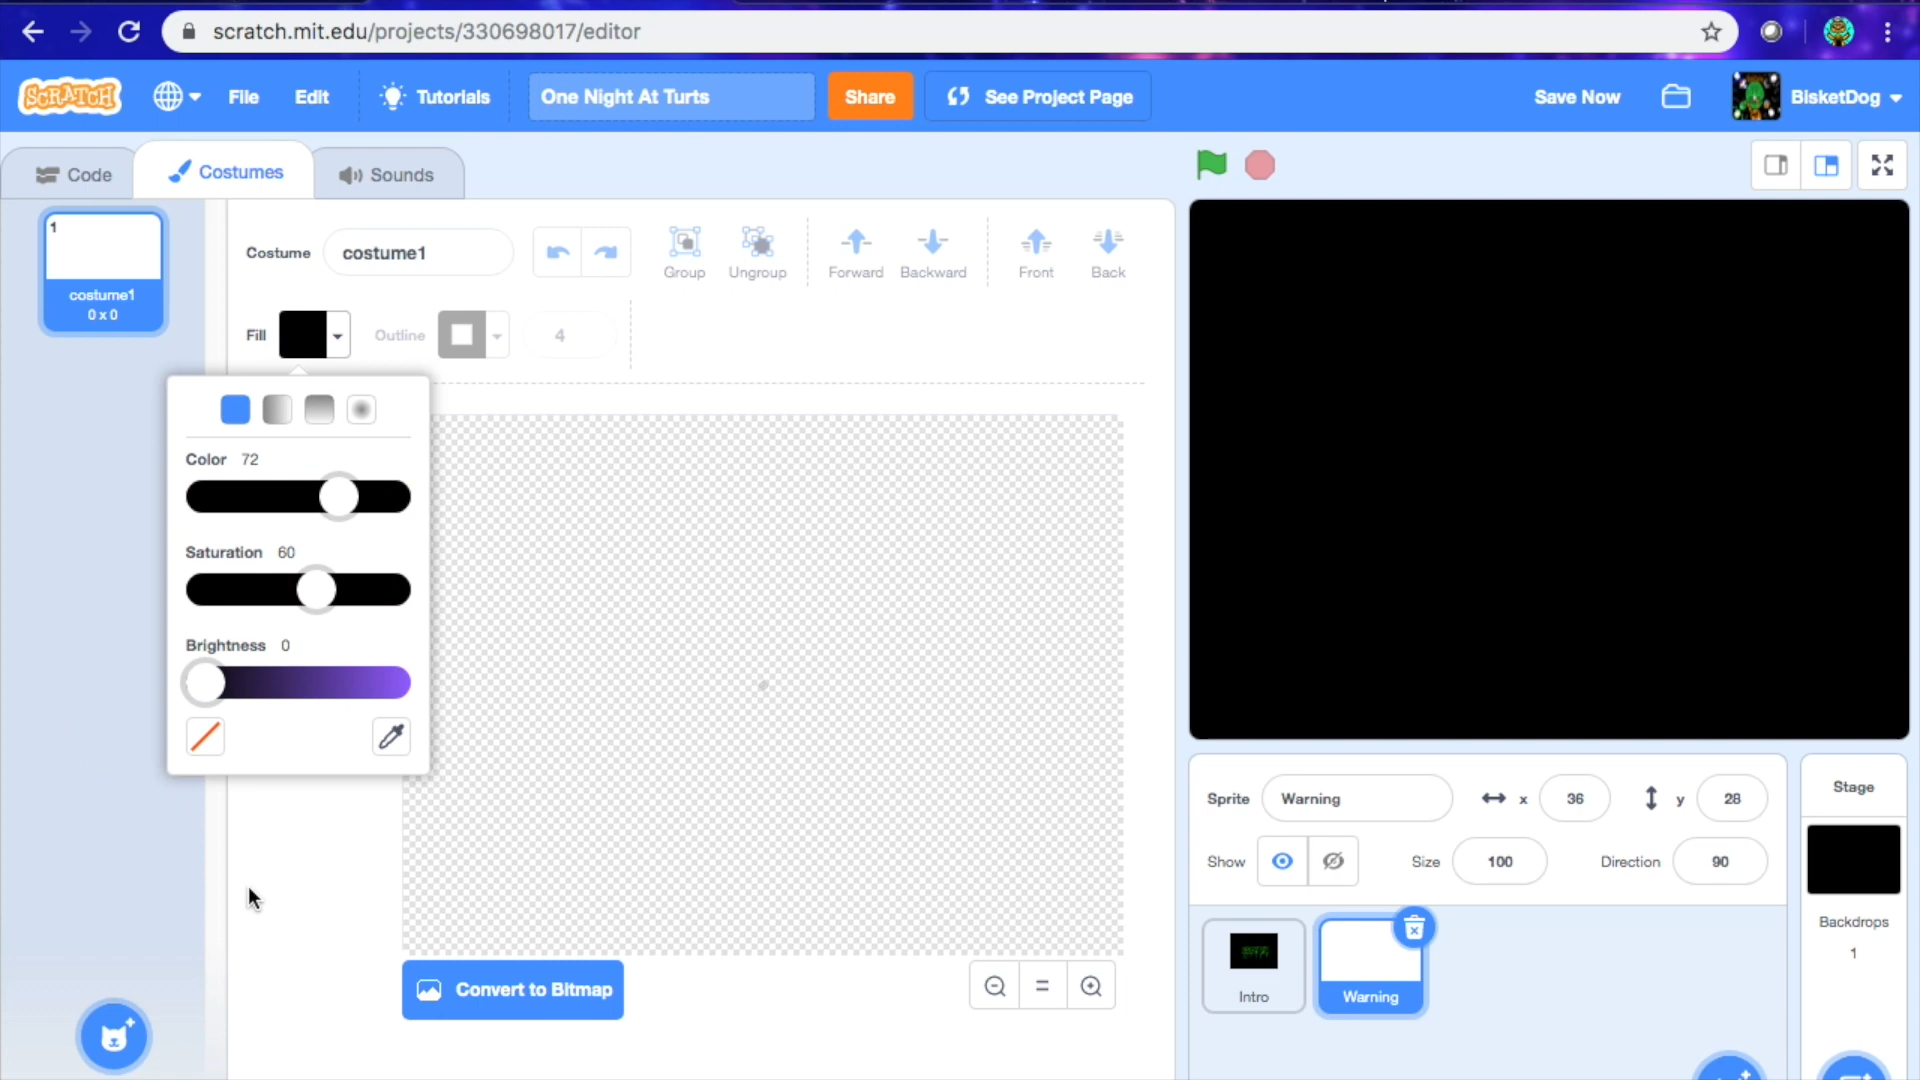 scratch.mit.edu/projects/330698017/editor
SCRATCH
File
Edit
Tutorials
One Night At Turts
Share
See Project Page
Save Now
BlsketDog
Code
Costumes
Sounds
1
costume1
0 x 0
Costume
costume1
Group
Ungroup
Forward
Backward
Front
Back
Fill
Outline
4
Color 72
Saturation 60
Brightness 0
Convert to Bitmap
Sprite
Warning
x
36
y
28
Show
Size
100
Direction
90
Intro
Warning
Stage
Backdrops
1